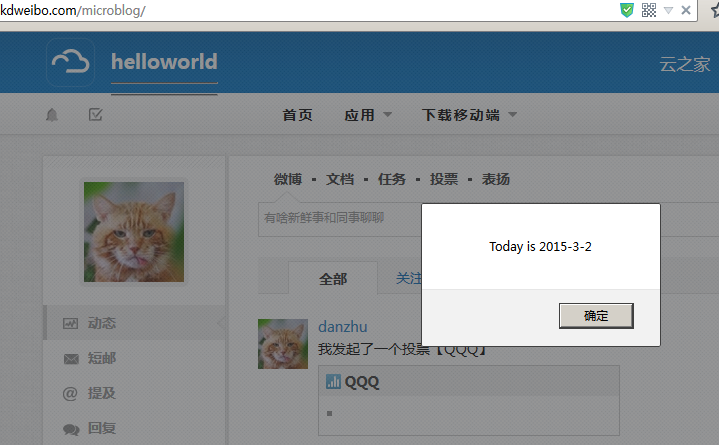 kdweibo.com/microblog/
helloworld
云之家
首页 应用 下载移动端
微博 ▪ 文档 ▪ 任务 ▪ 投票 ▪ 表扬
有啥新鲜事和同事聊聊
Today is 2015-3-2
确定
全部 关注
动态
短邮
@ 提及
回复
danzhu
我发起了一个投票【QQQ】
QQQ